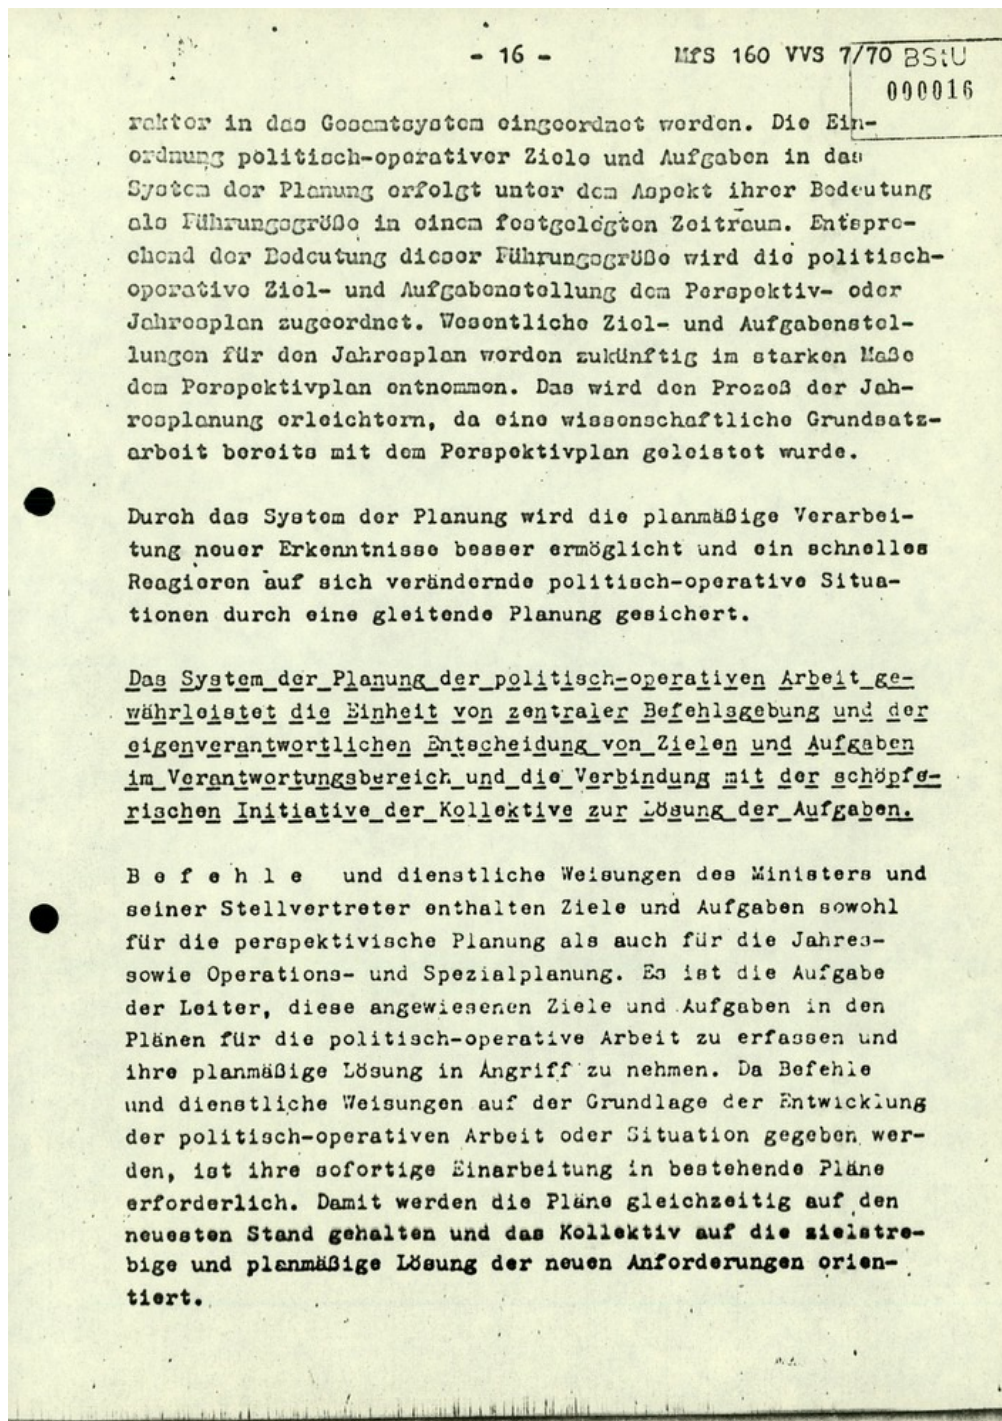 - 16 - MfS 160 VVS 7/70 BStU
000016
rakter in das Gesamtsystem eingeordnet werden. Die Ein-
ordnung politisch-operativer Ziele und Aufgaben in das
System der Planung erfolgt unter dem Aspekt ihrer Bedeutung
als Führungsgröße in einem festgelegten Zeitraum. Entspre-
chend der Bedeutung dieser Führungsgröße wird die politisch-
operative Ziel- und Aufgabenstellung dem Perspektiv- oder
Jahresplan zugeordnet. Wesentliche Ziel- und Aufgabenstel-
lungen für den Jahresplan werden zukünftig im starken Maße
dem Perspektivplan entnommen. Das wird den Prozeß der Jah-
resplanung erleichtern, da eine wissenschaftliche Grundsatz-
arbeit bereits mit dem Perspektivplan geleistet wurde.
Durch das System der Planung wird die planmäßige Verarbei-
tung neuer Erkenntnisse besser ermöglicht und ein schnelles
Reagieren auf sich verändernde politisch-operative Situa-
tionen durch eine gleitende Planung gesichert.
Das System der Planung der politisch-operativen Arbeit ge-
währleistet die Einheit von zentraler Befehlsgebung und der
eigenverantwortlichen Entscheidung von Zielen und Aufgaben
im Verantwortungsbereich und die Verbindung mit der schöpfe-
rischen Initiative der Kollektive zur Lösung der Aufgaben.
B e f e h l e und dienstliche Weisungen des Ministers und
seiner Stellvertreter enthalten Ziele und Aufgaben sowohl
für die perspektivische Planung als auch für die Jahres-
sowie Operations- und Spezialplanung. Es ist die Aufgabe
der Leiter, diese angewiesenen Ziele und Aufgaben in den
Plänen für die politisch-operative Arbeit zu erfassen und
ihre planmäßige Lösung in Angriff zu nehmen. Da Befehle
und dienstliche Weisungen auf der Grundlage der Entwicklung
der politisch-operativen Arbeit oder Situation gegeben wer-
den, ist ihre sofortige Einarbeitung in bestehende Pläne
erforderlich. Damit werden die Pläne gleichzeitig auf den
neuesten Stand gehalten und das Kollektiv auf die zielstre-
bige und planmäßige Lösung der neuen Anforderungen orien-
tiert.